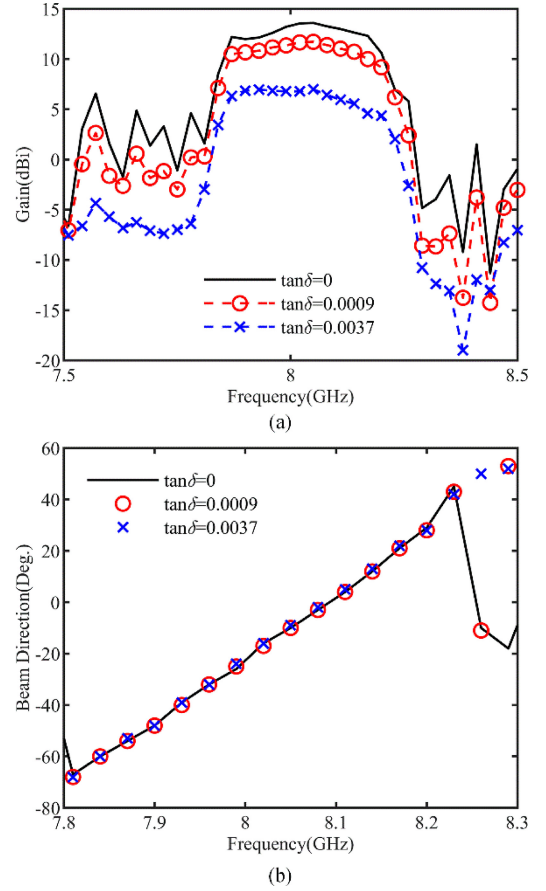 (a)
15
10
5
0
-5
-10
-15
-20
Gain(dBi)
tanδ=0
tanδ=0.0009
tanδ=0.0037
7.5 8 8.5
Frequency(GHz)
(a)
60
40
20
0
-20
-40
-60
-80
Beam Direction(Deg.)
tanδ=0
tanδ=0.0009
tanδ=0.0037
7.8 7.9 8 8.1 8.2 8.3
Frequency(GHz)
(b)